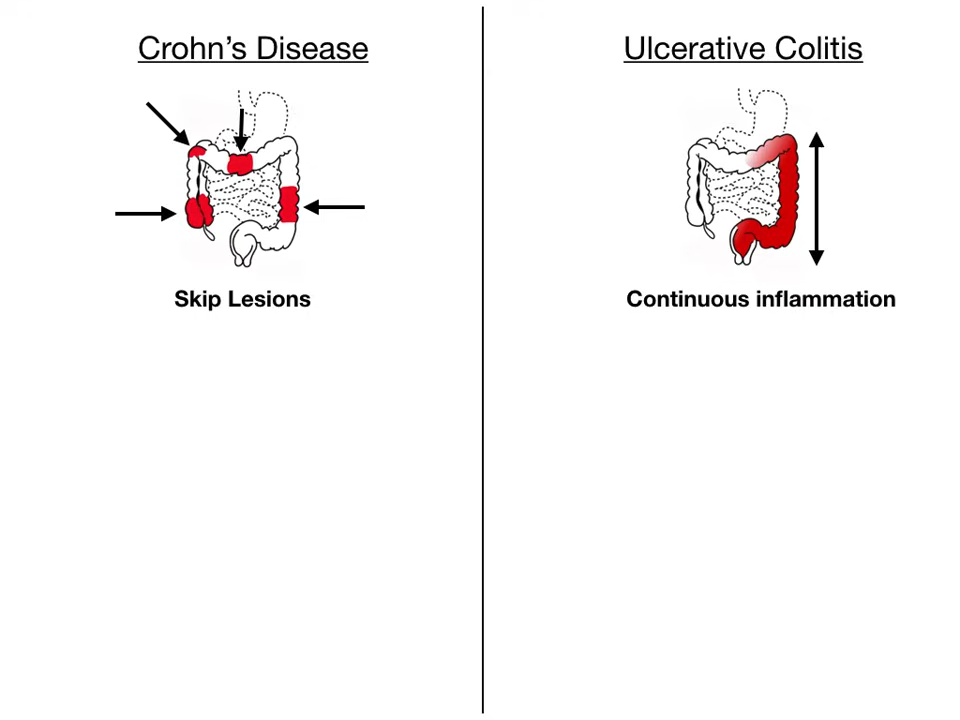 Crohn’s Disease
Ulcerative Colitis
Skip Lesions
Continuous inflammation